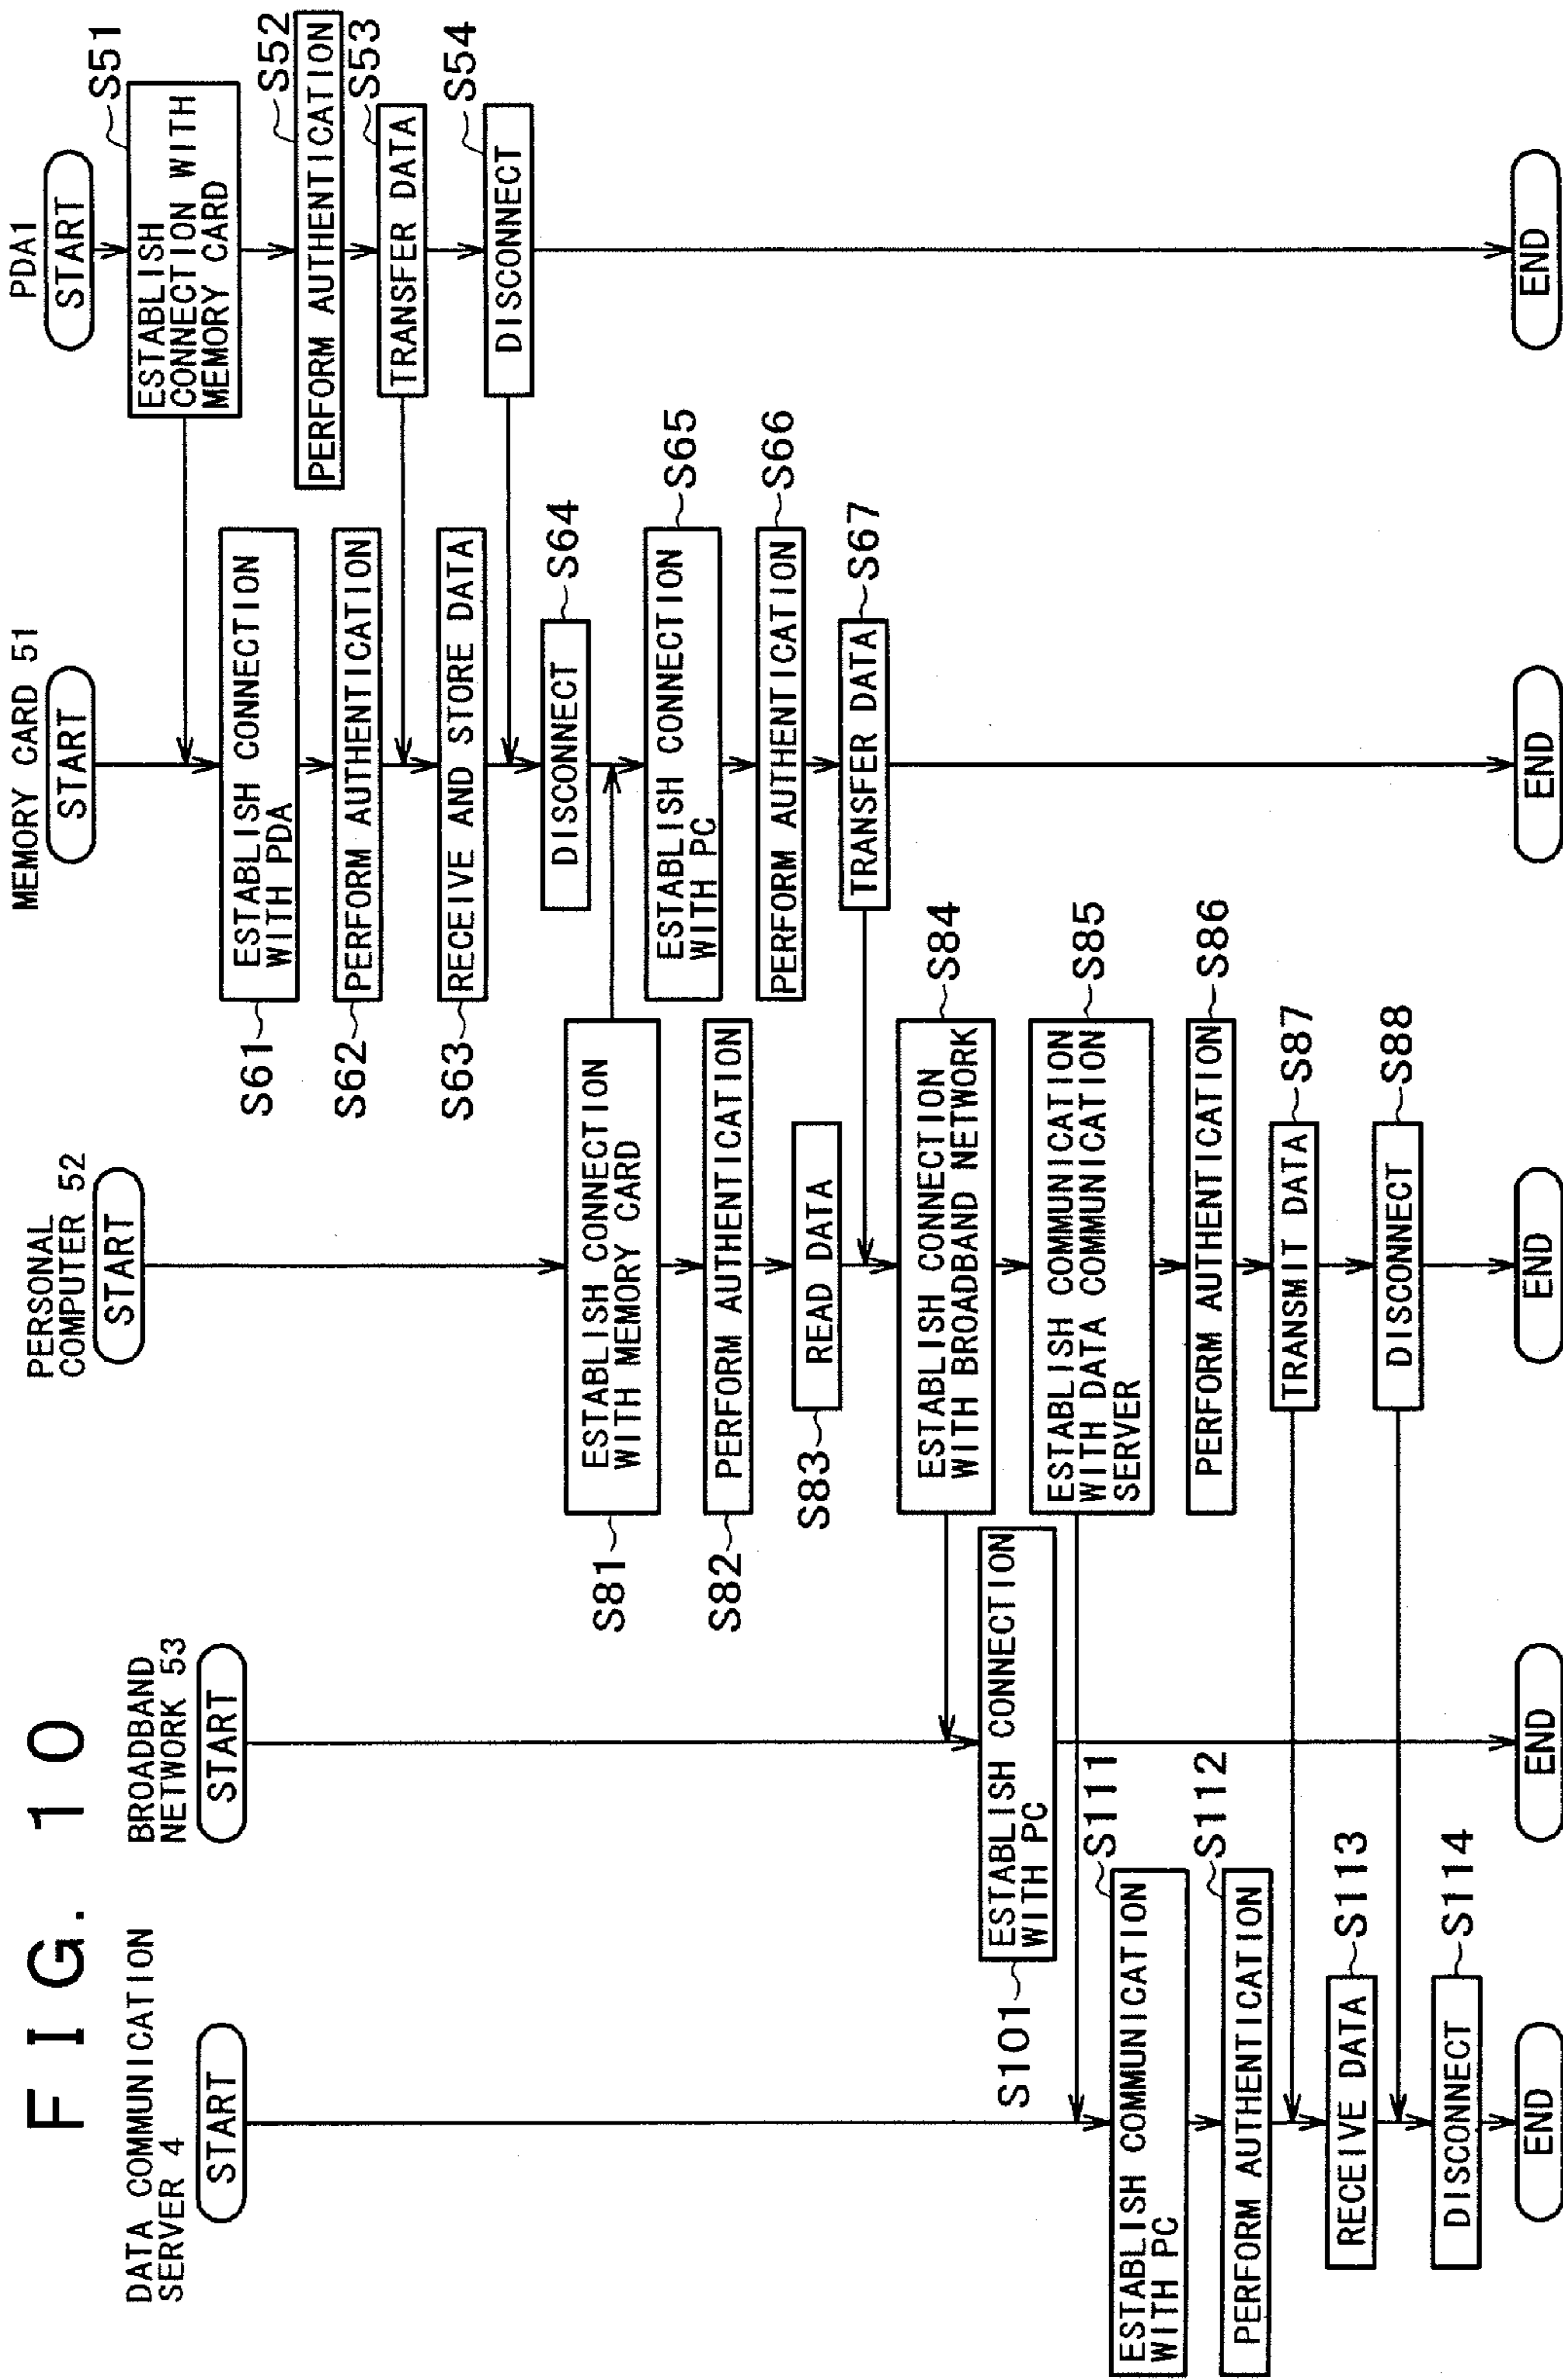 FIG. 10
DATA COMMUNICATION
SERVER 4
START
ESTABLISH COMMUNICATION
WITH PC
S111
PERFORM AUTHENTICATION
S112
RECEIVE DATA
S113
DISCONNECT
S114
END
BROADBAND
NETWORK 53
START
ESTABLISH CONNECTION
WITH PC
S101
END
PERSONAL
COMPUTER 52
START
ESTABLISH CONNECTION
WITH MEMORY CARD
S81
PERFORM AUTHENTICATION
S82
READ DATA
S83
ESTABLISH CONNECTION
WITH BROADBAND NETWORK
S84
ESTABLISH COMMUNICATION
WITH DATA COMMUNICATION
SERVER
S85
PERFORM AUTHENTICATION
S86
TRANSMIT DATA
S87
DISCONNECT
S88
END
MEMORY CARD 51
START
ESTABLISH CONNECTION
WITH PDA
S61
PERFORM AUTHENTICATION
S62
RECEIVE AND STORE DATA
S63
DISCONNECT
S64
ESTABLISH CONNECTION
WITH PC
S65
PERFORM AUTHENTICATION
S66
TRANSFER DATA
S67
END
PDA1
START
ESTABLISH
CONNECTION WITH
MEMORY CARD
S51
PERFORM AUTHENTICATION
S52
TRANSFER DATA
S53
DISCONNECT
S54
END